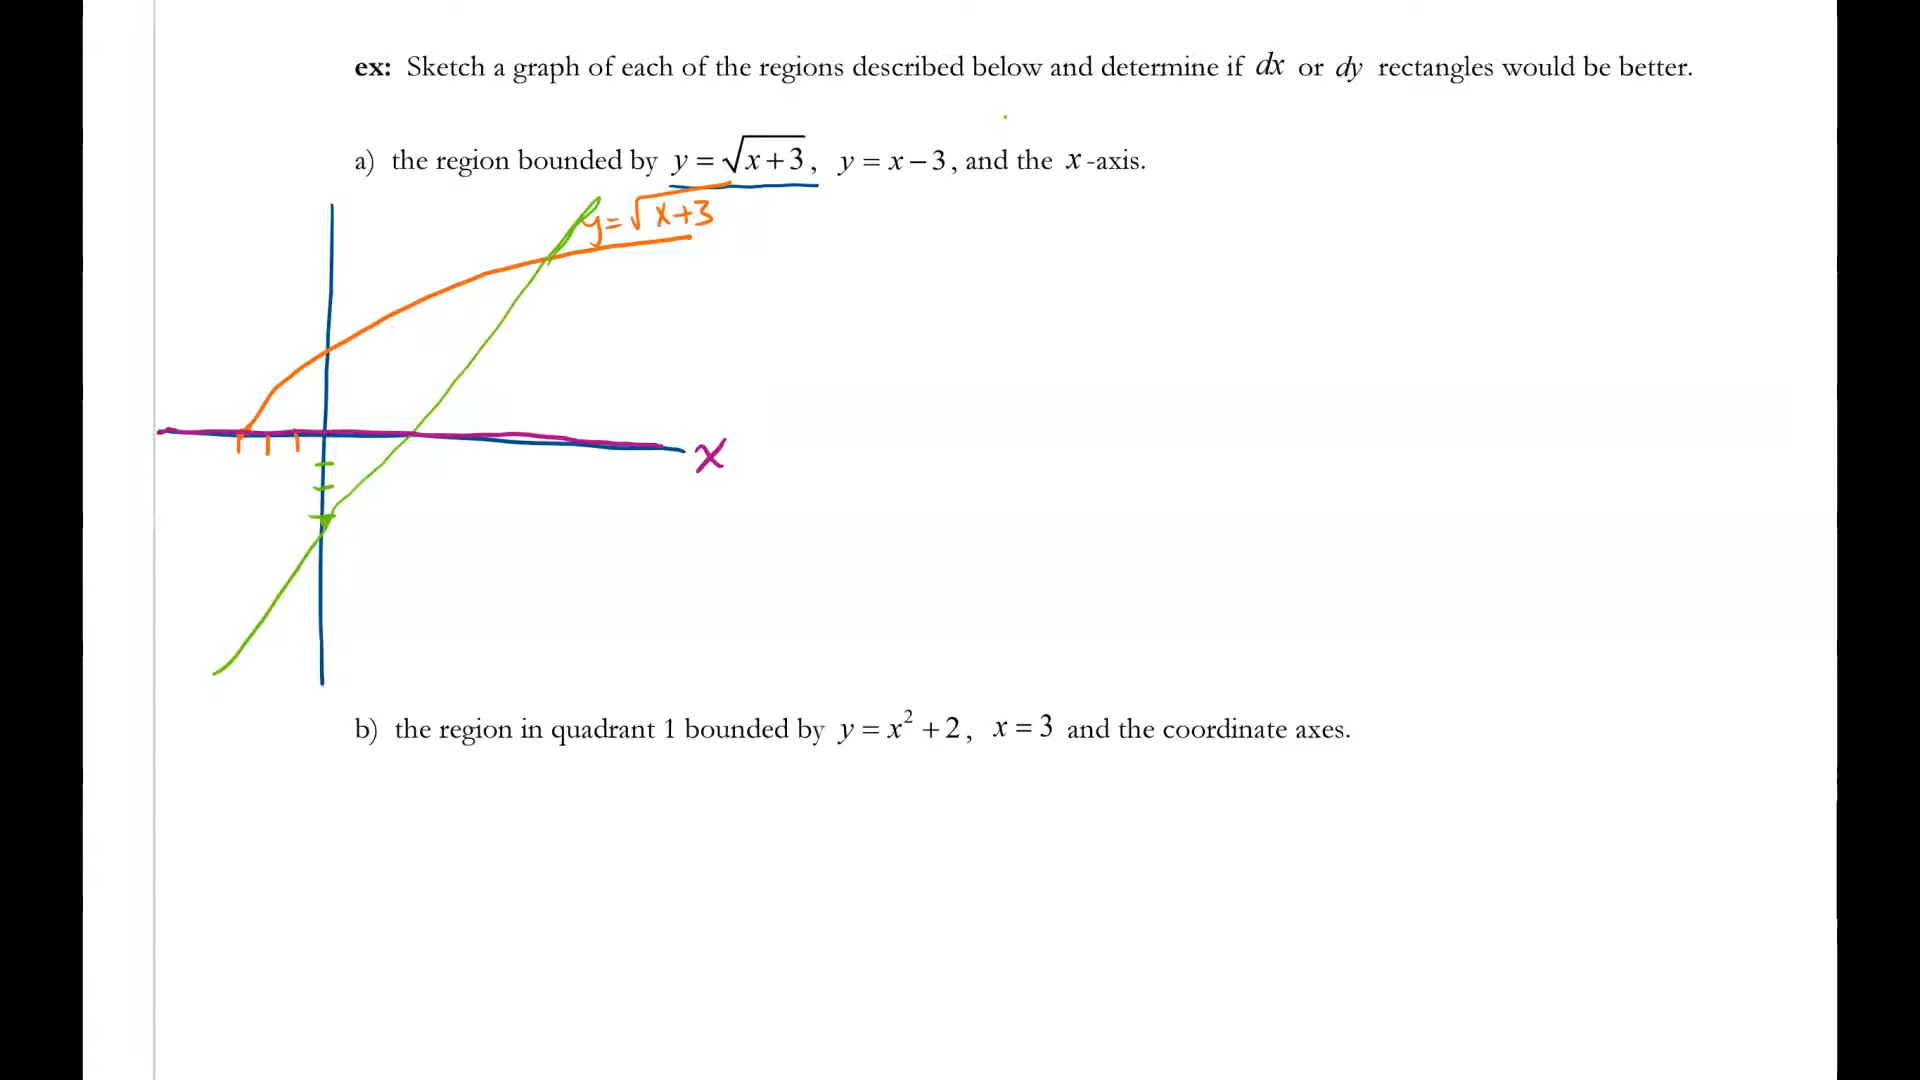 ex: Sketch a graph of each of the regions described below and determine if dx or dy rectangles would be better.
a) the region bounded by y = √(x+3), y = x − 3, and the x-axis.
y = √(x+3)
x
b) the region in quadrant 1 bounded by y = x² + 2, x = 3 and the coordinate axes.